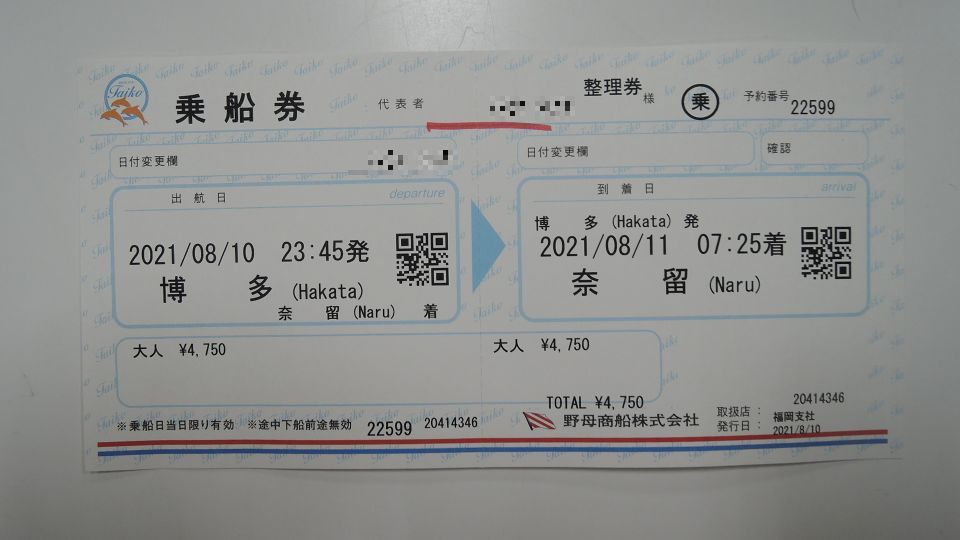 Taiko
乗船券
代表者
整理券
様
乗
予約番号
22599
日付変更欄
日付変更欄
確認
出航日
departure
2021/08/10 23:45発
博多 (Hakata)
奈留 (Naru) 着
到着日
arrival
博多 (Hakata) 発
2021/08/11 07:25着
奈留 (Naru)
大人 ¥4,750
大人 ¥4,750
TOTAL ¥4,750
※乗船日当日限り有効 ※途中下船前途無効
22599 20414346
野母商船株式会社
20414346
取扱店 : 福岡支社
発行日 : 2021/8/10